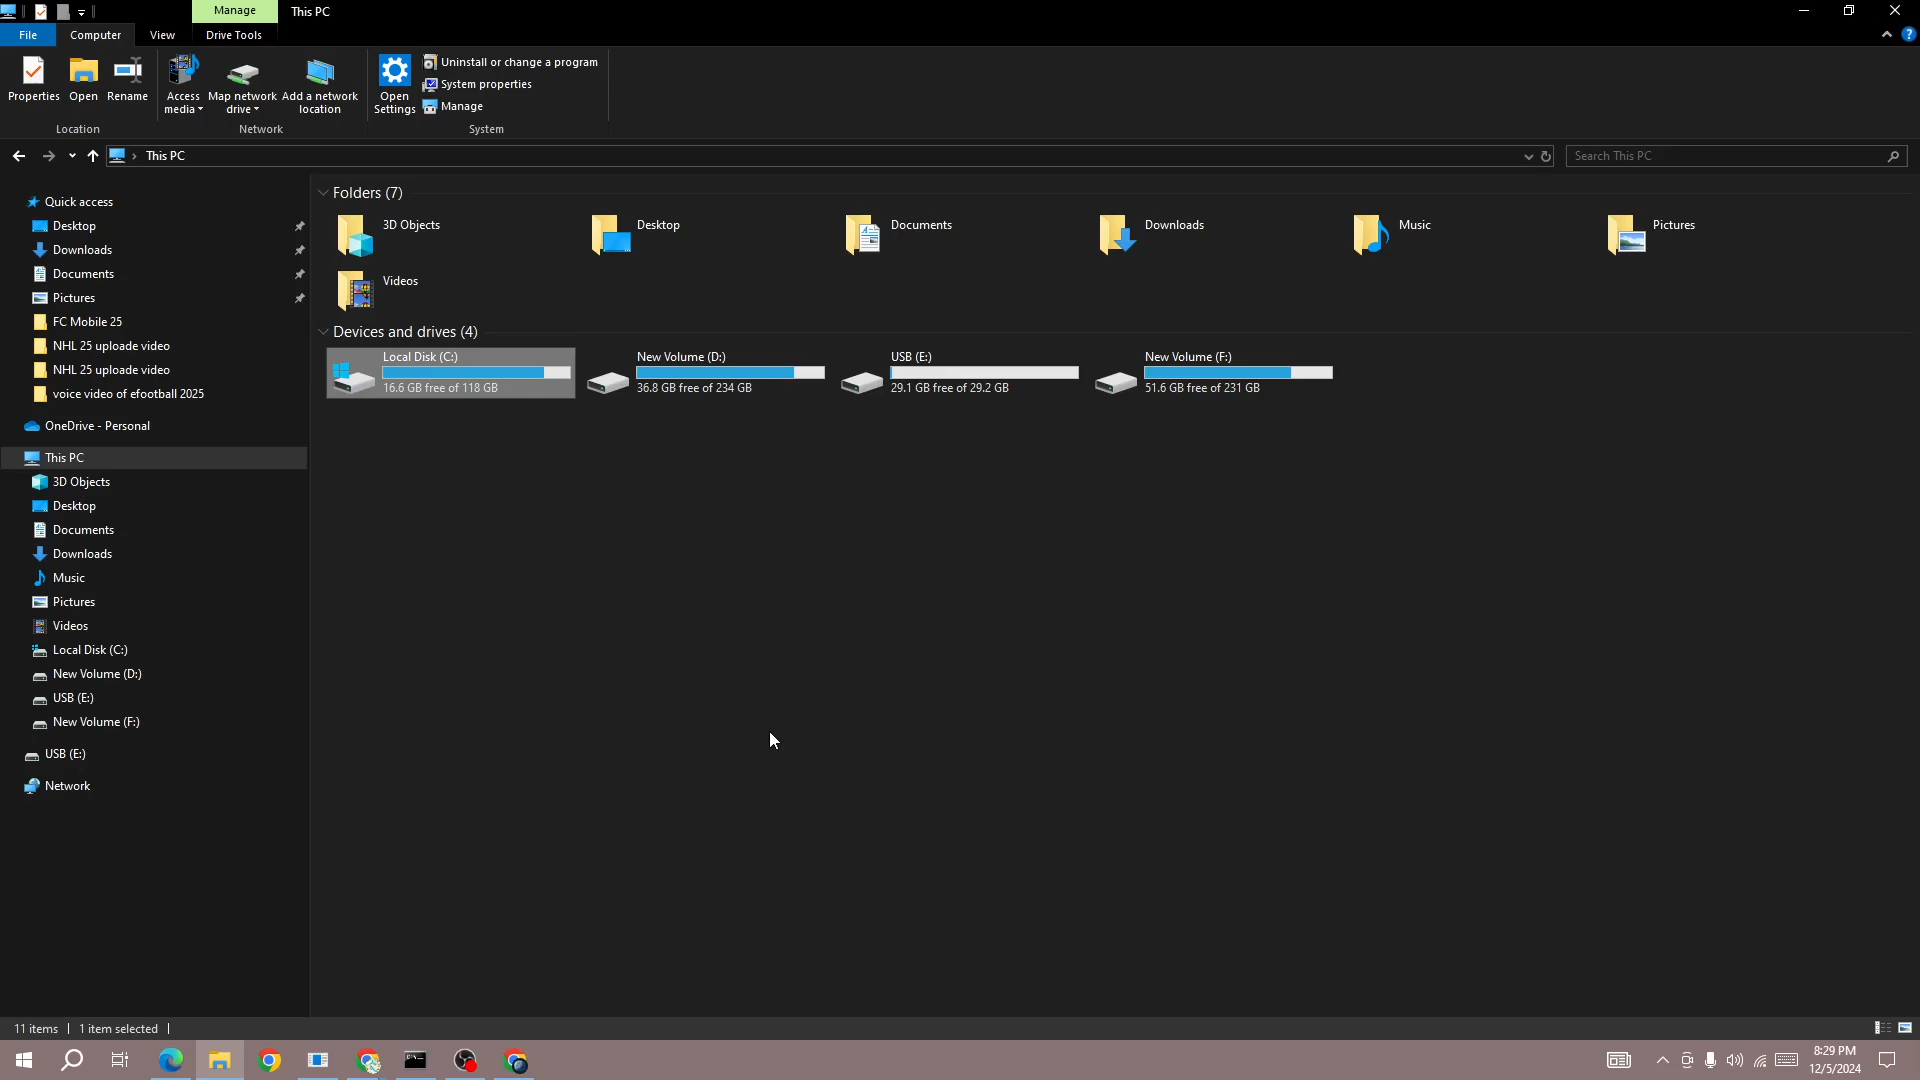 Manage
This PC
File
Computer
View
Drive Tools
Properties
Open
Rename
Access media
Map network drive
Add a network location
Open Settings
Uninstall or change a program
System properties
Manage
Location
Network
System
This PC
Search This PC
Quick access
Desktop
Downloads
Documents
Pictures
FC Mobile 25
NHL 25 uploade video
NHL 25 uploade video
voice video of efootball 2025
OneDrive - Personal
This PC
3D Objects
Desktop
Documents
Downloads
Music
Pictures
Videos
Local Disk (C:)
New Volume (D:)
USB (E:)
New Volume (F:)
USB (E:)
Network
Folders (7)
3D Objects
Desktop
Documents
Downloads
Music
Pictures
Videos
Devices and drives (4)
Local Disk (C:)
16.6 GB free of 118 GB
New Volume (D:)
36.8 GB free of 234 GB
USB (E:)
29.1 GB free of 29.2 GB
New Volume (F:)
51.6 GB free of 231 GB
11 items
1 item selected
8:29 PM
12/5/2024